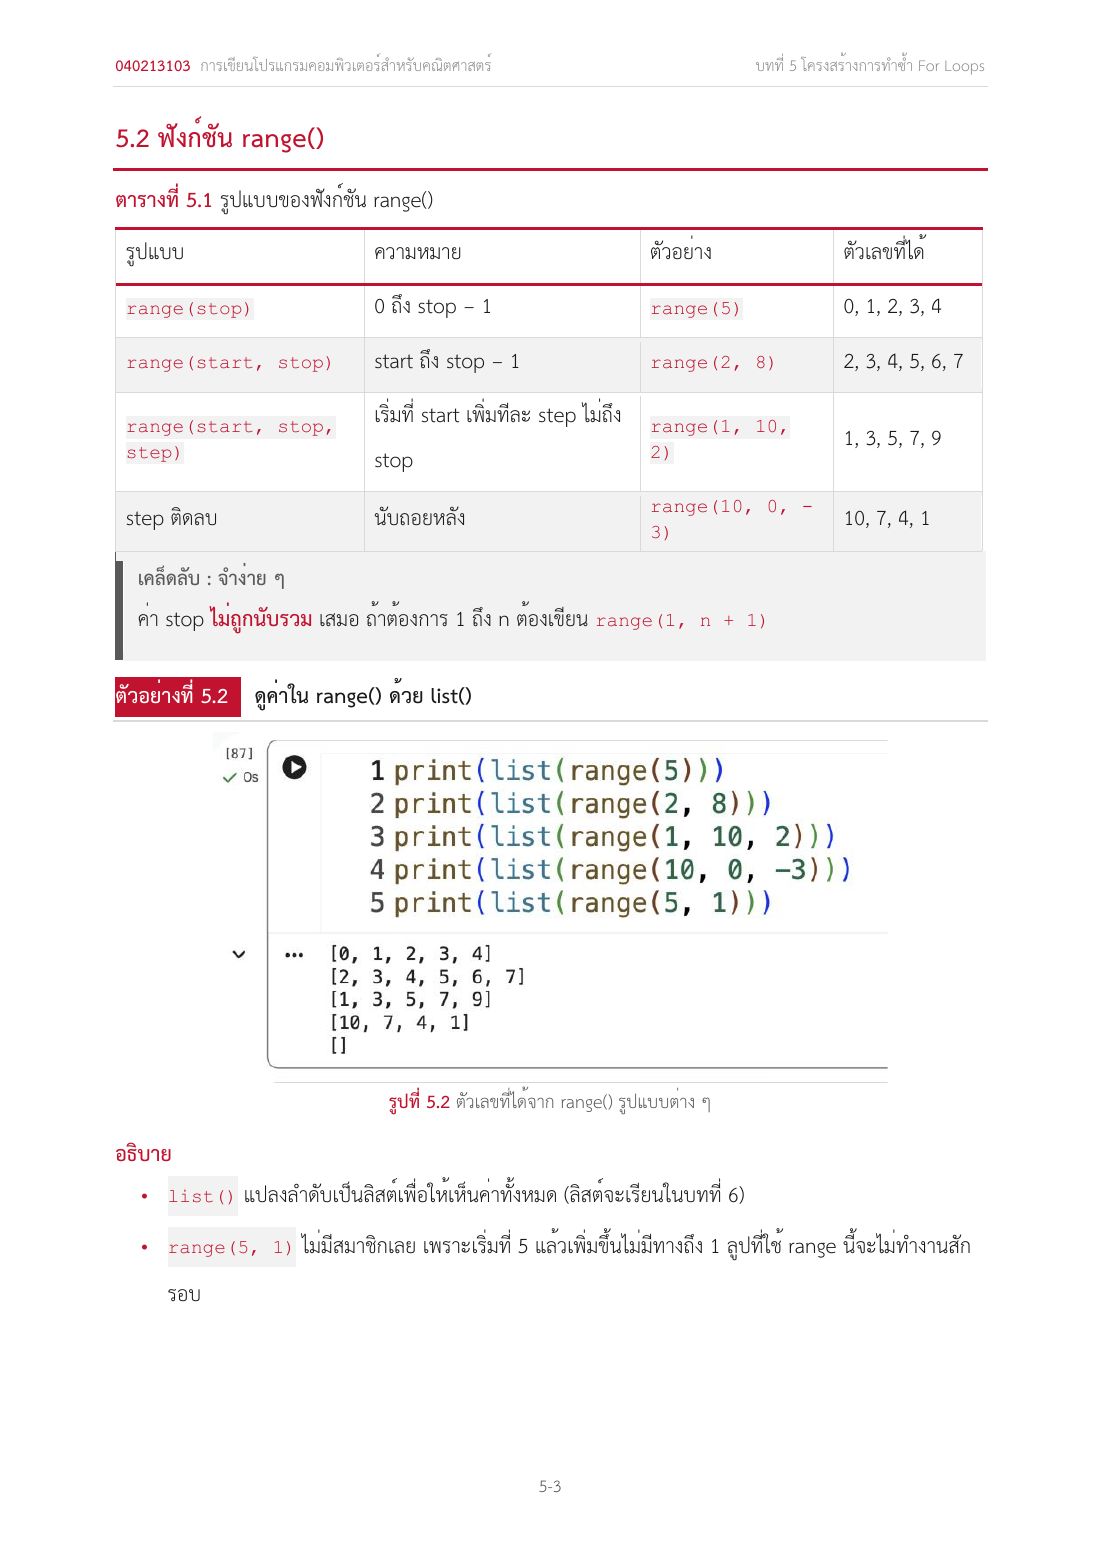 040213103 การเขียนโปรแกรมคอมพิวเตอร์สำหรับคณิตศาสตร์ บทที่ 5 โครงสร้างการทำซ้ำ For Loops
5.2 ฟังก์ชัน range()
ตารางที่ 5.1 รูปแบบของฟังก์ชัน range()
รูปแบบ ความหมาย ตัวอย่าง ตัวเลขที่ได้
range(stop) 0 ถึง stop – 1 range(5) 0, 1, 2, 3, 4
range(start, stop) start ถึง stop – 1 range(2, 8) 2, 3, 4, 5, 6, 7
range(start, stop, step) เริ่มที่ start เพิ่มทีละ step ไม่ถึง stop range(1, 10, 2) 1, 3, 5, 7, 9
step ติดลบ นับถอยหลัง range(10, 0, -3) 10, 7, 4, 1
เคล็ดลับ : จำง่าย ๆ
ค่า stop ไม่ถูกนับรวม เสมอ ถ้าต้องการ 1 ถึง n ต้องเขียน range(1, n + 1)
ตัวอย่างที่ 5.2 ดูค่าใน range() ด้วย list()
[87]
0s
1 print(list(range(5)))
2 print(list(range(2, 8)))
3 print(list(range(1, 10, 2)))
4 print(list(range(10, 0, -3)))
5 print(list(range(5, 1)))
[0, 1, 2, 3, 4]
[2, 3, 4, 5, 6, 7]
[1, 3, 5, 7, 9]
[10, 7, 4, 1]
[]
รูปที่ 5.2 ตัวเลขที่ได้จาก range() รูปแบบต่าง ๆ
อธิบาย
• list() แปลงลำดับเป็นลิสต์เพื่อให้เห็นค่าทั้งหมด (ลิสต์จะเรียนในบทที่ 6)
• range(5, 1) ไม่มีสมาชิกเลย เพราะเริ่มที่ 5 แล้วเพิ่มขึ้นไม่มีทางถึง 1 ลูปที่ใช้ range นี้จะไม่ทำงานสัก
รอบ
5-3